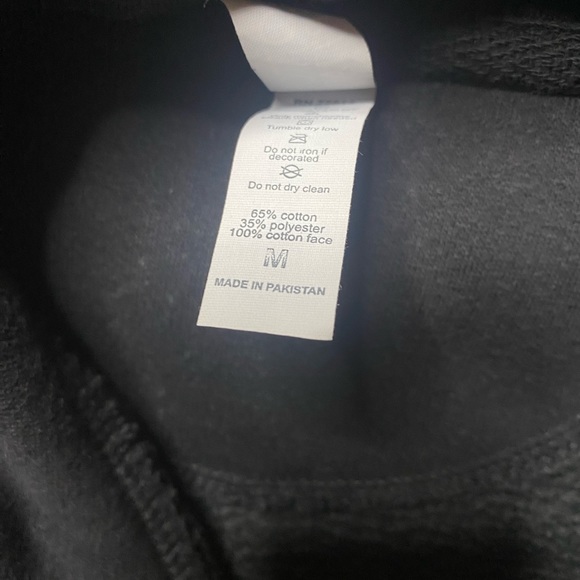 Tumble dry low
Do not iron if
decorated
Do not dry clean
65% cotton
35% polyester
100% cotton face
M
MADE IN PAKISTAN